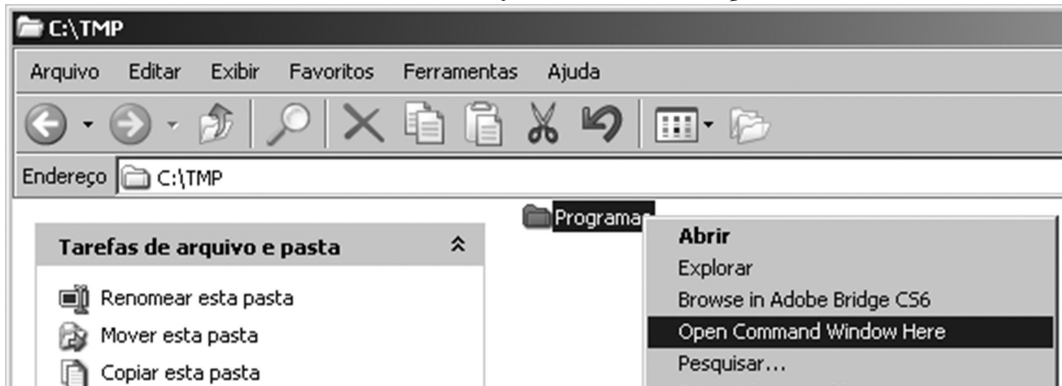 C:\TMP
Arquivo Editar Exibir Favoritos Ferramentas Ajuda
Endereço C:\TMP
Programas
Tarefas de arquivo e pasta
Renomear esta pasta
Mover esta pasta
Copiar esta pasta
Abrir
Explorar
Browse in Adobe Bridge CS6
Open Command Window Here
Pesquisar...